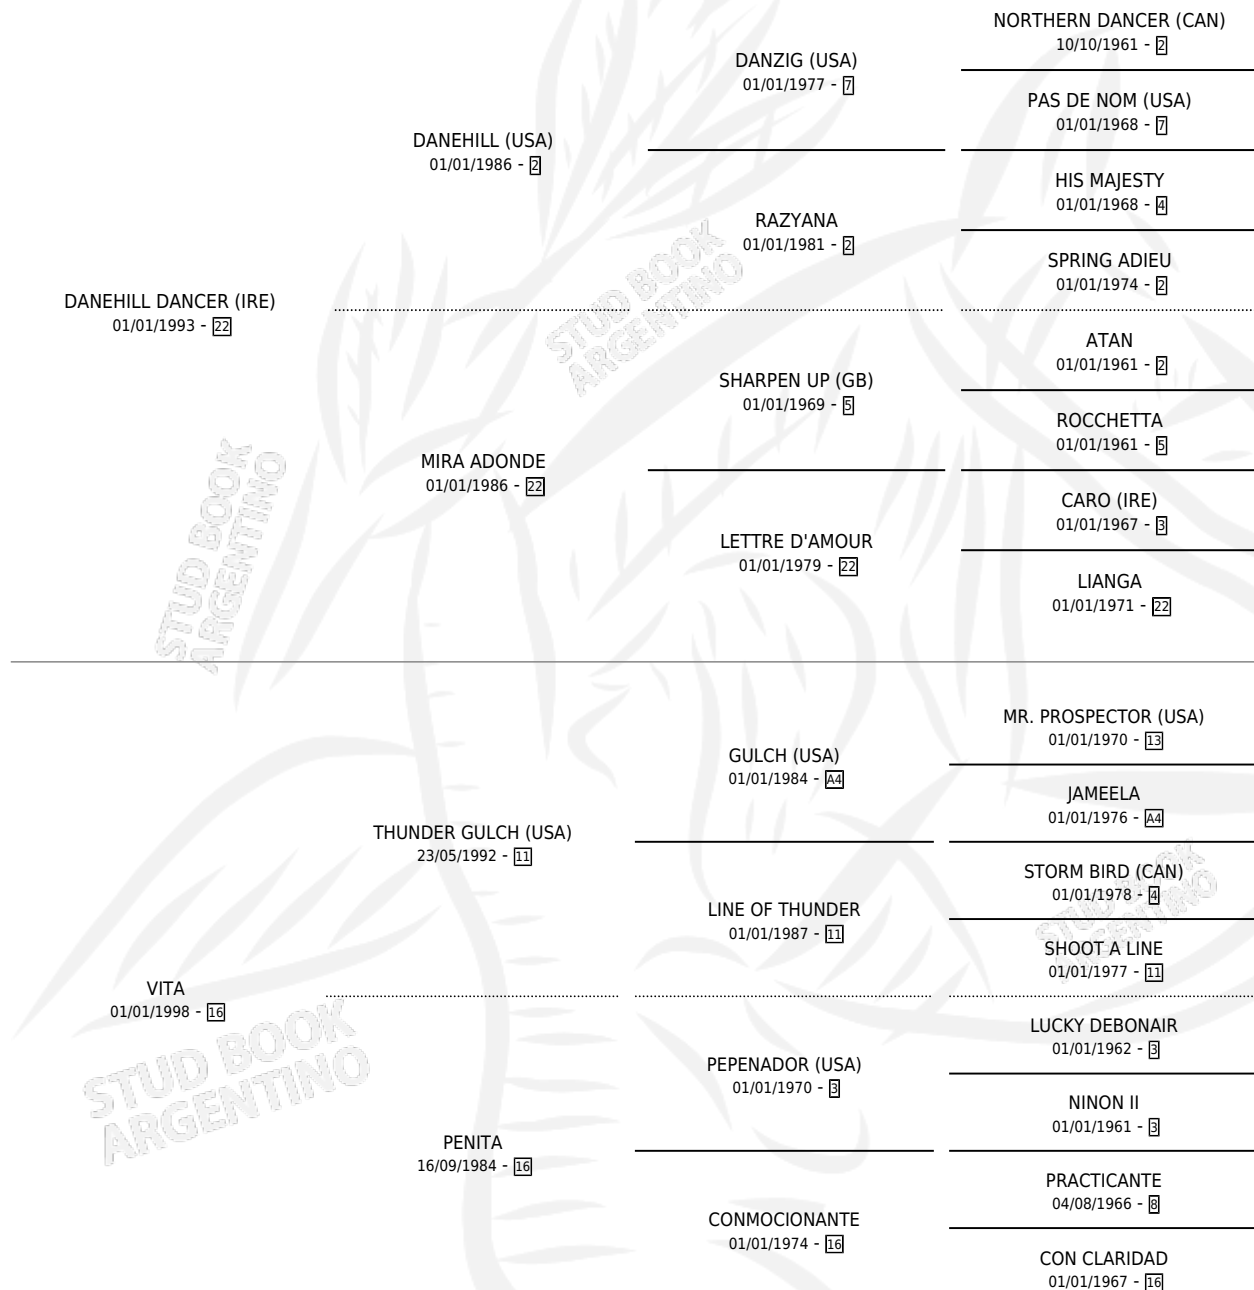 NORTHERN DANCER (CAN)
10/10/1961 - 2
DANZIG (USA)
01/01/1977 - 7
PAS DE NOM (USA)
01/01/1968 - 7
DANEHILL (USA)
01/01/1986 - 2
HIS MAJESTY
01/01/1968 - 4
RAZYANA
01/01/1981 - 2
SPRING ADIEU
01/01/1974 - 2
DANEHILL DANCER (IRE)
01/01/1993 - 22
ATAN
01/01/1961 - 2
SHARPEN UP (GB)
01/01/1969 - 5
ROCCHETTA
01/01/1961 - 5
MIRA ADONDE
01/01/1986 - 22
CARO (IRE)
01/01/1967 - 3
LETTRE D'AMOUR
01/01/1979 - 22
LIANGA
01/01/1971 - 22
STUD BOOK
ARGENTINO
STUD BOOK
ARGENTINO
MR. PROSPECTOR (USA)
01/01/1970 - 13
GULCH (USA)
01/01/1984 - A4
JAMEELA
01/01/1976 - A4
THUNDER GULCH (USA)
23/05/1992 - 11
STORM BIRD (CAN)
01/01/1978 - 4
LINE OF THUNDER
01/01/1987 - 11
SHOOT A LINE
01/01/1977 - 11
STUD BOOK
ARGENTINO
VITA
01/01/1998 - 16
LUCKY DEBONAIR
01/01/1962 - 3
PEPENADOR (USA)
01/01/1970 - 3
NINON II
01/01/1961 - 3
PENITA
16/09/1984 - 16
PRACTICANTE
04/08/1966 - 8
CONMOCIONANTE
01/01/1974 - 16
CON CLARIDAD
01/01/1967 - 16
STUD BOOK
ARGENTINO